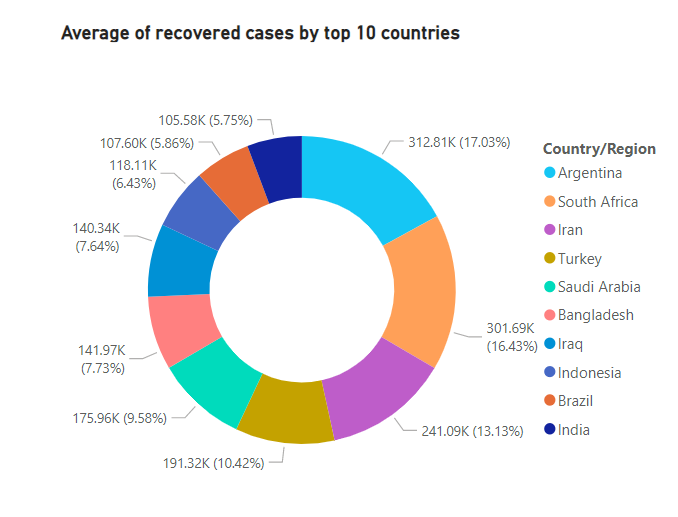 Average of recovered cases by top 10 countries
105.58K (5.75%)
107.60K (5.86%)
118.11K
(6.43%)
140.34K
(7.64%)
141.97K
(7.73%)
175.96K (9.58%)
191.32K (10.42%)
312.81K (17.03%)
301.69K
(16.43%)
241.09K (13.13%)
Country/Region
Argentina
South Africa
Iran
Turkey
Saudi Arabia
Bangladesh
Iraq
Indonesia
Brazil
India